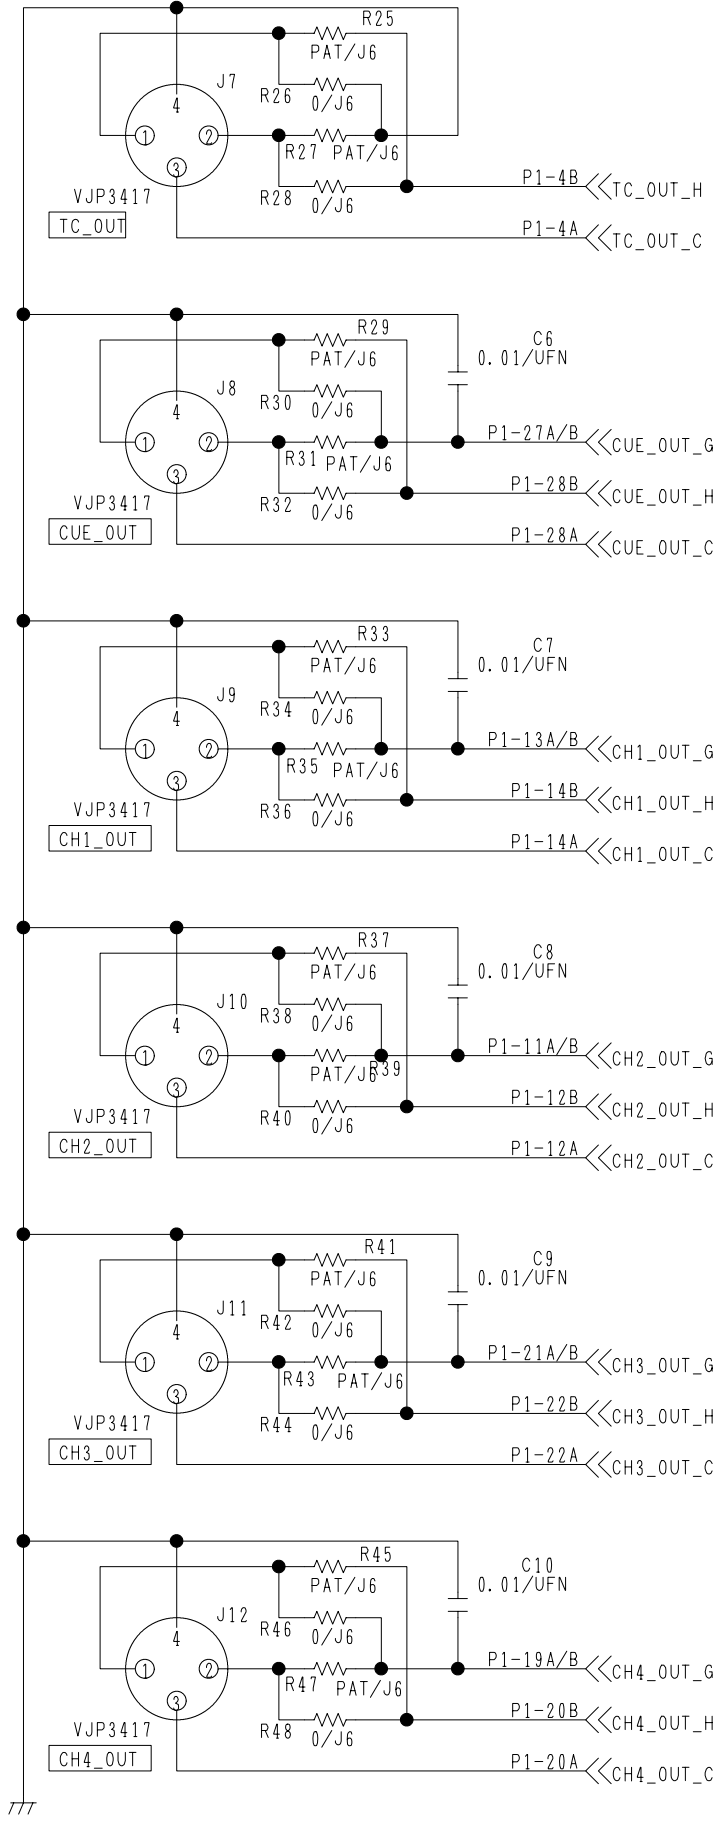 R25
PAT/J6
J7
R26
0/J6
4
1
2
R27 PAT/J6
3
P1-4B
TC_OUT_H
VJP3417
R28
0/J6
TC_OUT
P1-4A
TC_OUT_C
R29
C6
PAT/J6
0.01/UFN
J8
R30
0/J6
4
1
2
P1-27A/B
CUE_OUT_G
R31 PAT/J6
3
P1-28B
CUE_OUT_H
VJP3417
R32
0/J6
CUE_OUT
P1-28A
CUE_OUT_C
R33
C7
PAT/J6
0.01/UFN
J9
R34
0/J6
4
1
2
P1-13A/B
CH1_OUT_G
R35 PAT/J6
3
P1-14B
CH1_OUT_H
VJP3417
R36
0/J6
CH1_OUT
P1-14A
CH1_OUT_C
R37
C8
PAT/J6
0.01/UFN
J10
R38
0/J6
4
1
2
P1-11A/B
CH2_OUT_G
PAT/J6
R39
3
P1-12B
CH2_OUT_H
VJP3417
R40
0/J6
CH2_OUT
P1-12A
CH2_OUT_C
R41
C9
PAT/J6
0.01/UFN
J11
R42
0/J6
4
1
2
P1-21A/B
CH3_OUT_G
R43 PAT/J6
3
P1-22B
CH3_OUT_H
VJP3417
R44
0/J6
CH3_OUT
P1-22A
CH3_OUT_C
R45
C10
PAT/J6
0.01/UFN
J12
R46
0/J6
4
1
2
P1-19A/B
CH4_OUT_G
R47 PAT/J6
3
P1-20B
CH4_OUT_H
VJP3417
R48
0/J6
CH4_OUT
P1-20A
CH4_OUT_C